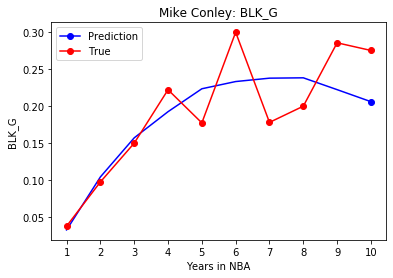 Mike Conley: BLK_G
Prediction
True
BLK_G
0.30
0.25
0.20
0.15
0.10
0.05
1 2 3 4 5 6 7 8 9 10
Years in NBA